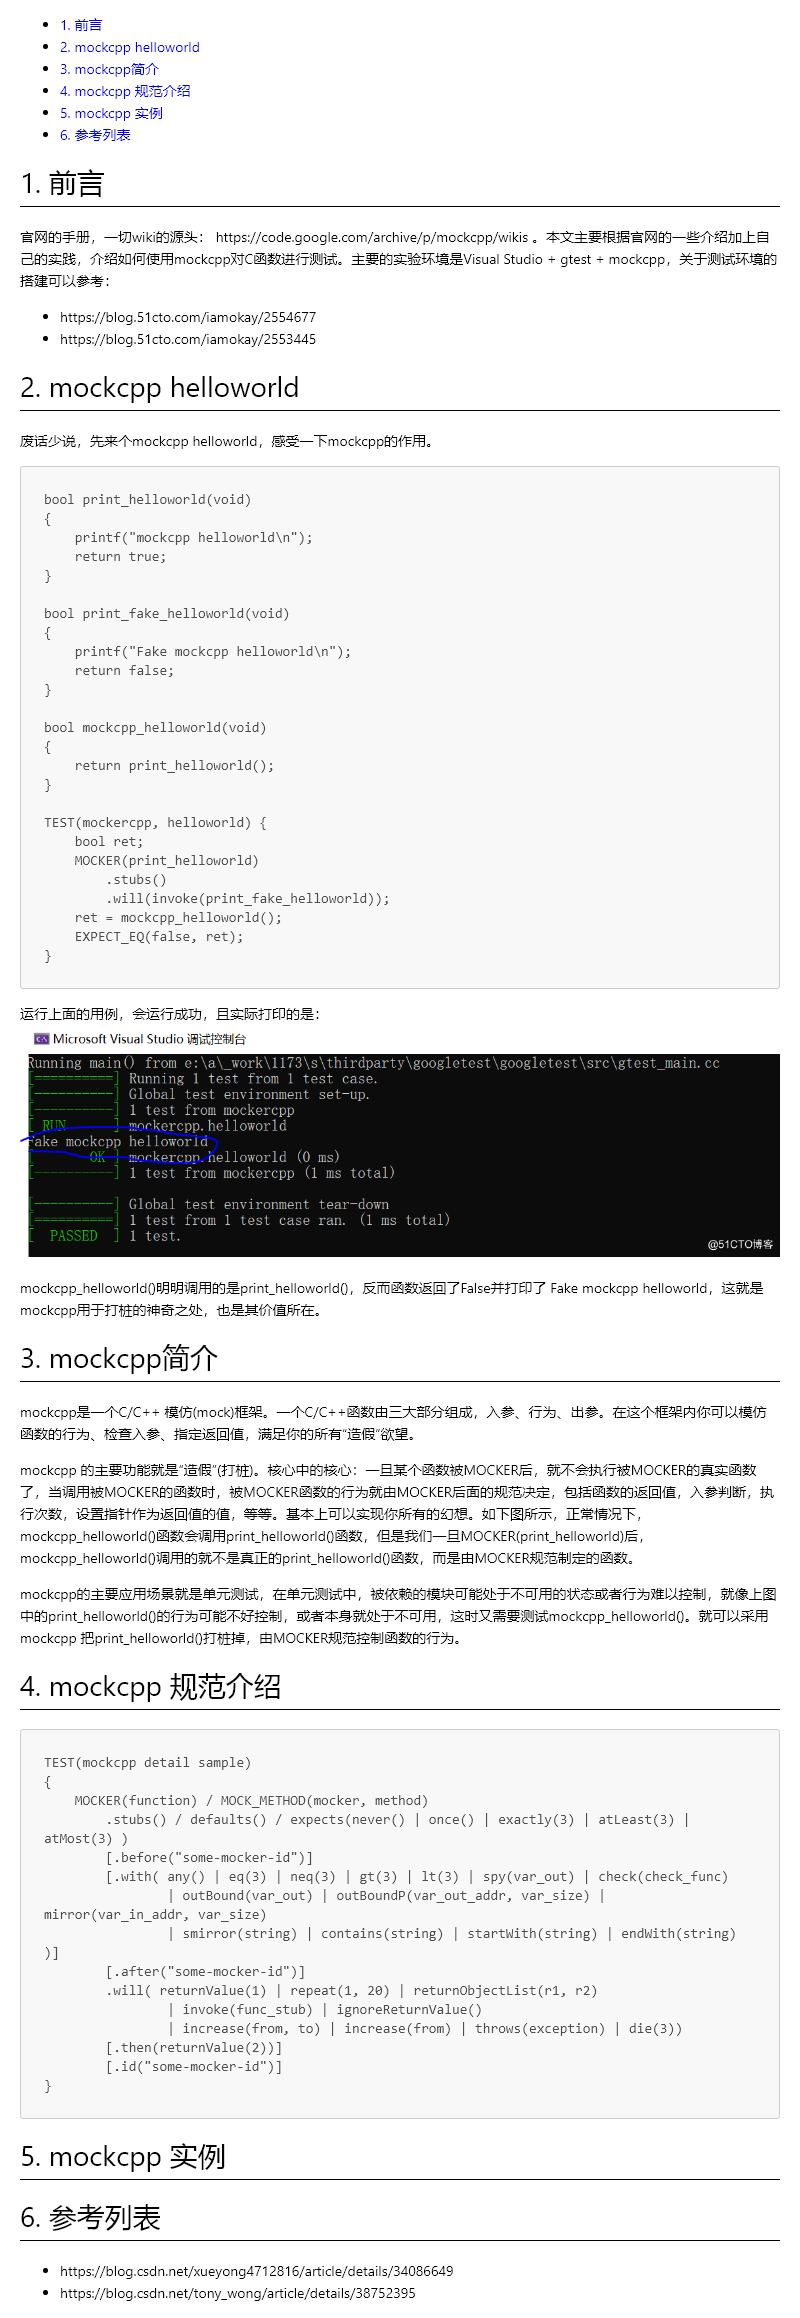 1. 前言
2. mockcpp helloworld
3. mockcpp简介
4. mockcpp 规范介绍
5. mockcpp 实例
6. 参考列表
1. 前言
官网的手册，一切wiki的源头： https://code.google.com/archive/p/mockcpp/wikis 。本文主要根据官网的一些介绍加上自
己的实践，介绍如何使用mockcpp对C函数进行测试。主要的实验环境是Visual Studio + gtest + mockcpp，关于测试环境的
搭建可以参考：
https://blog.51cto.com/iamokay/2554677
https://blog.51cto.com/iamokay/2553445
2. mockcpp helloworld
废话少说，先来个mockcpp helloworld，感受一下mockcpp的作用。
bool print_helloworld(void)
{
    printf("mockcpp helloworld\n");
    return true;
}
bool print_fake_helloworld(void)
{
    printf("Fake mockcpp helloworld\n");
    return false;
}
bool mockcpp_helloworld(void)
{
    return print_helloworld();
}
TEST(mockercpp, helloworld) {
    bool ret;
    MOCKER(print_helloworld)
        .stubs()
        .will(invoke(print_fake_helloworld));
    ret = mockcpp_helloworld();
    EXPECT_EQ(false, ret);
}
运行上面的用例，会运行成功，且实际打印的是：
Microsoft Visual Studio 调试控制台
Running main() from e:\a\_work\1173\s\thirdparty\googletest\googletest\src\gtest_main.cc
[==========] Running 1 test from 1 test case.
[----------] Global test environment set-up.
[----------] 1 test from mockercpp
[ RUN      ] mockercpp.helloworld
Fake mockcpp helloworld
[       OK ] mockercpp.helloworld (0 ms)
[----------] 1 test from mockercpp (1 ms total)
[----------] Global test environment tear-down
[==========] 1 test from 1 test case ran. (1 ms total)
[  PASSED  ] 1 test.
@51CTO博客
mockcpp_helloworld()明明调用的是print_helloworld()，反而函数返回了False并打印了 Fake mockcpp helloworld，这就是
mockcpp用于打桩的神奇之处，也是其价值所在。
3. mockcpp简介
mockcpp是一个C/C++ 模仿(mock)框架。一个C/C++函数由三大部分组成，入参、行为、出参。在这个框架内你可以模仿
函数的行为、检查入参、指定返回值，满足你的所有“造假”欲望。
mockcpp 的主要功能就是“造假”(打桩)。核心中的核心：一旦某个函数被MOCKER后，就不会执行被MOCKER的真实函数
了，当调用被MOCKER的函数时，被MOCKER函数的行为就由MOCKER后面的规范决定，包括函数的返回值，入参判断，执
行次数，设置指针作为返回值的值，等等。基本上可以实现你所有的幻想。如下图所示，正常情况下，
mockcpp_helloworld()函数会调用print_helloworld()函数，但是我们一旦MOCKER(print_helloworld)后，
mockcpp_helloworld()调用的就不是真正的print_helloworld()函数，而是由MOCKER规范制定的函数。
mockcpp的主要应用场景就是单元测试，在单元测试中，被依赖的模块可能处于不可用的状态或者行为难以控制，就像上图
中的print_helloworld()的行为可能不好控制，或者本身就处于不可用，这时又需要测试mockcpp_helloworld()。就可以采用
mockcpp 把print_helloworld()打桩掉，由MOCKER规范控制函数的行为。
4. mockcpp 规范介绍
TEST(mockcpp detail sample)
{
    MOCKER(function) / MOCK_METHOD(mocker, method)
        .stubs() / defaults() / expects(never() | once() | exactly(3) | atLeast(3) |
atMost(3) )
        [.before("some-mocker-id")]
        [.with( any() | eq(3) | neq(3) | gt(3) | lt(3) | spy(var_out) | check(check_func)
                | outBound(var_out) | outBoundP(var_out_addr, var_size) |
mirror(var_in_addr, var_size)
                | smirror(string) | contains(string) | startWith(string) | endWith(string)
)]
        [.after("some-mocker-id")]
        .will( returnValue(1) | repeat(1, 20) | returnObjectList(r1, r2)
                | invoke(func_stub) | ignoreReturnValue()
                | increase(from, to) | increase(from) | throws(exception) | die(3))
        [.then(returnValue(2))]
        [.id("some-mocker-id")]
}
5. mockcpp 实例
6. 参考列表
https://blog.csdn.net/xueyong4712816/article/details/34086649
https://blog.csdn.net/tony_wong/article/details/38752395